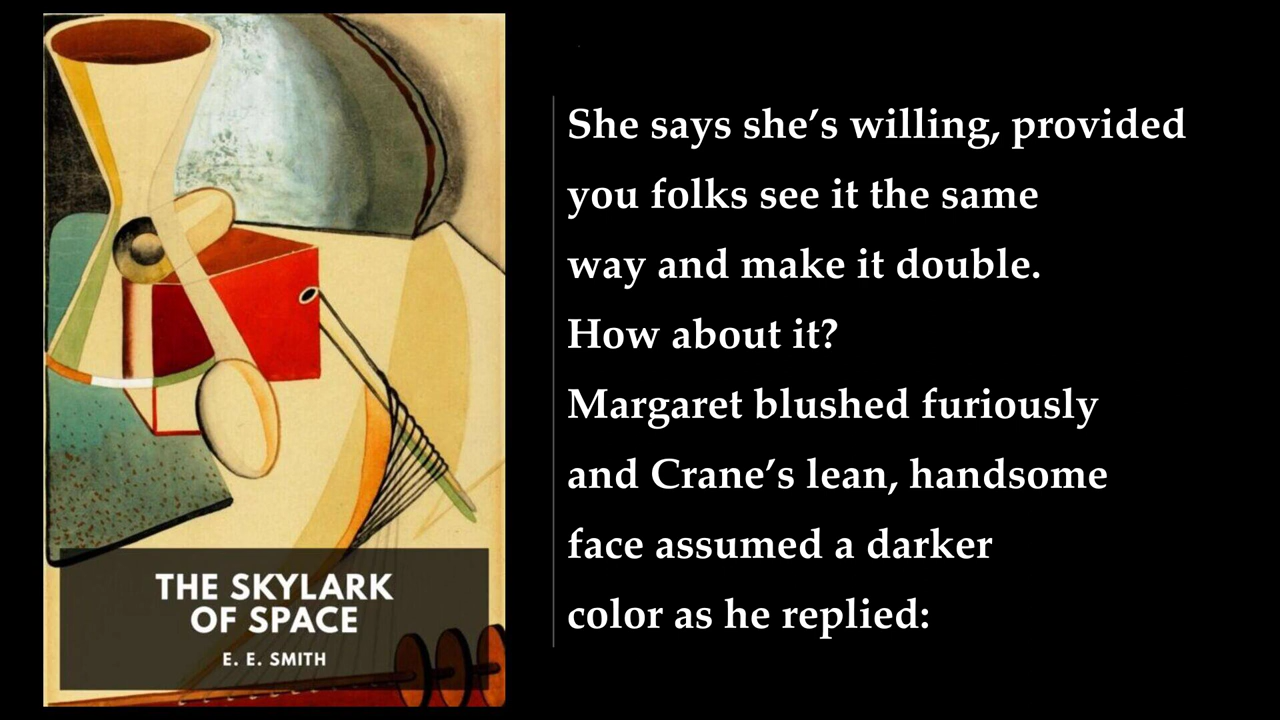 THE SKYLARK
OF SPACE
E. E. SMITH
She says she’s willing, provided
you folks see it the same
way and make it double.
How about it?
Margaret blushed furiously
and Crane’s lean, handsome
face assumed a darker
color as he replied: